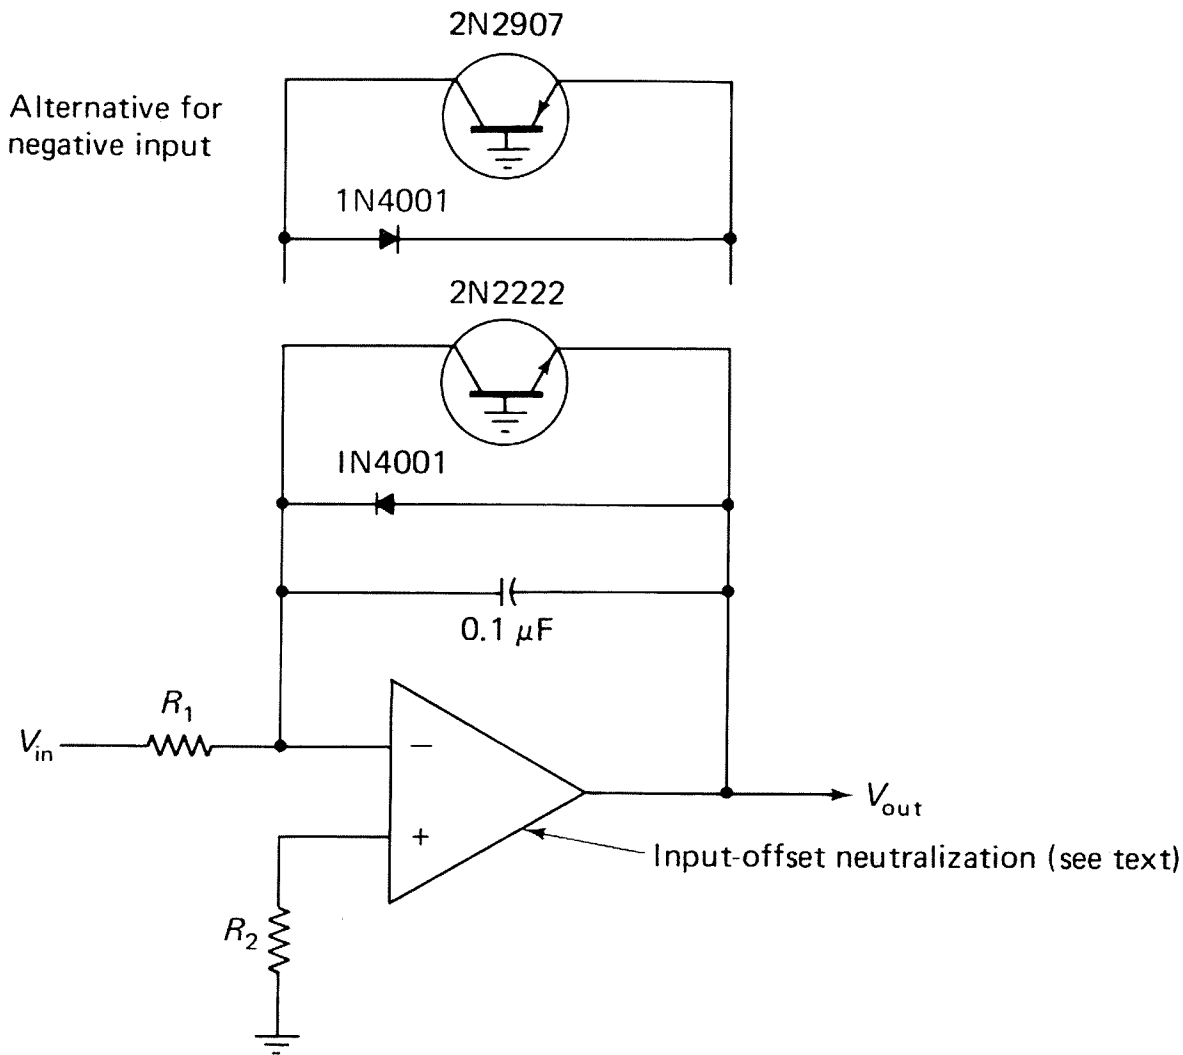 2N2907
Alternative for
negative input
1N4001
2N2222
IN4001
0.1 μF
R1
Vin
−
+
Vout
Input-offset neutralization (see text)
R2